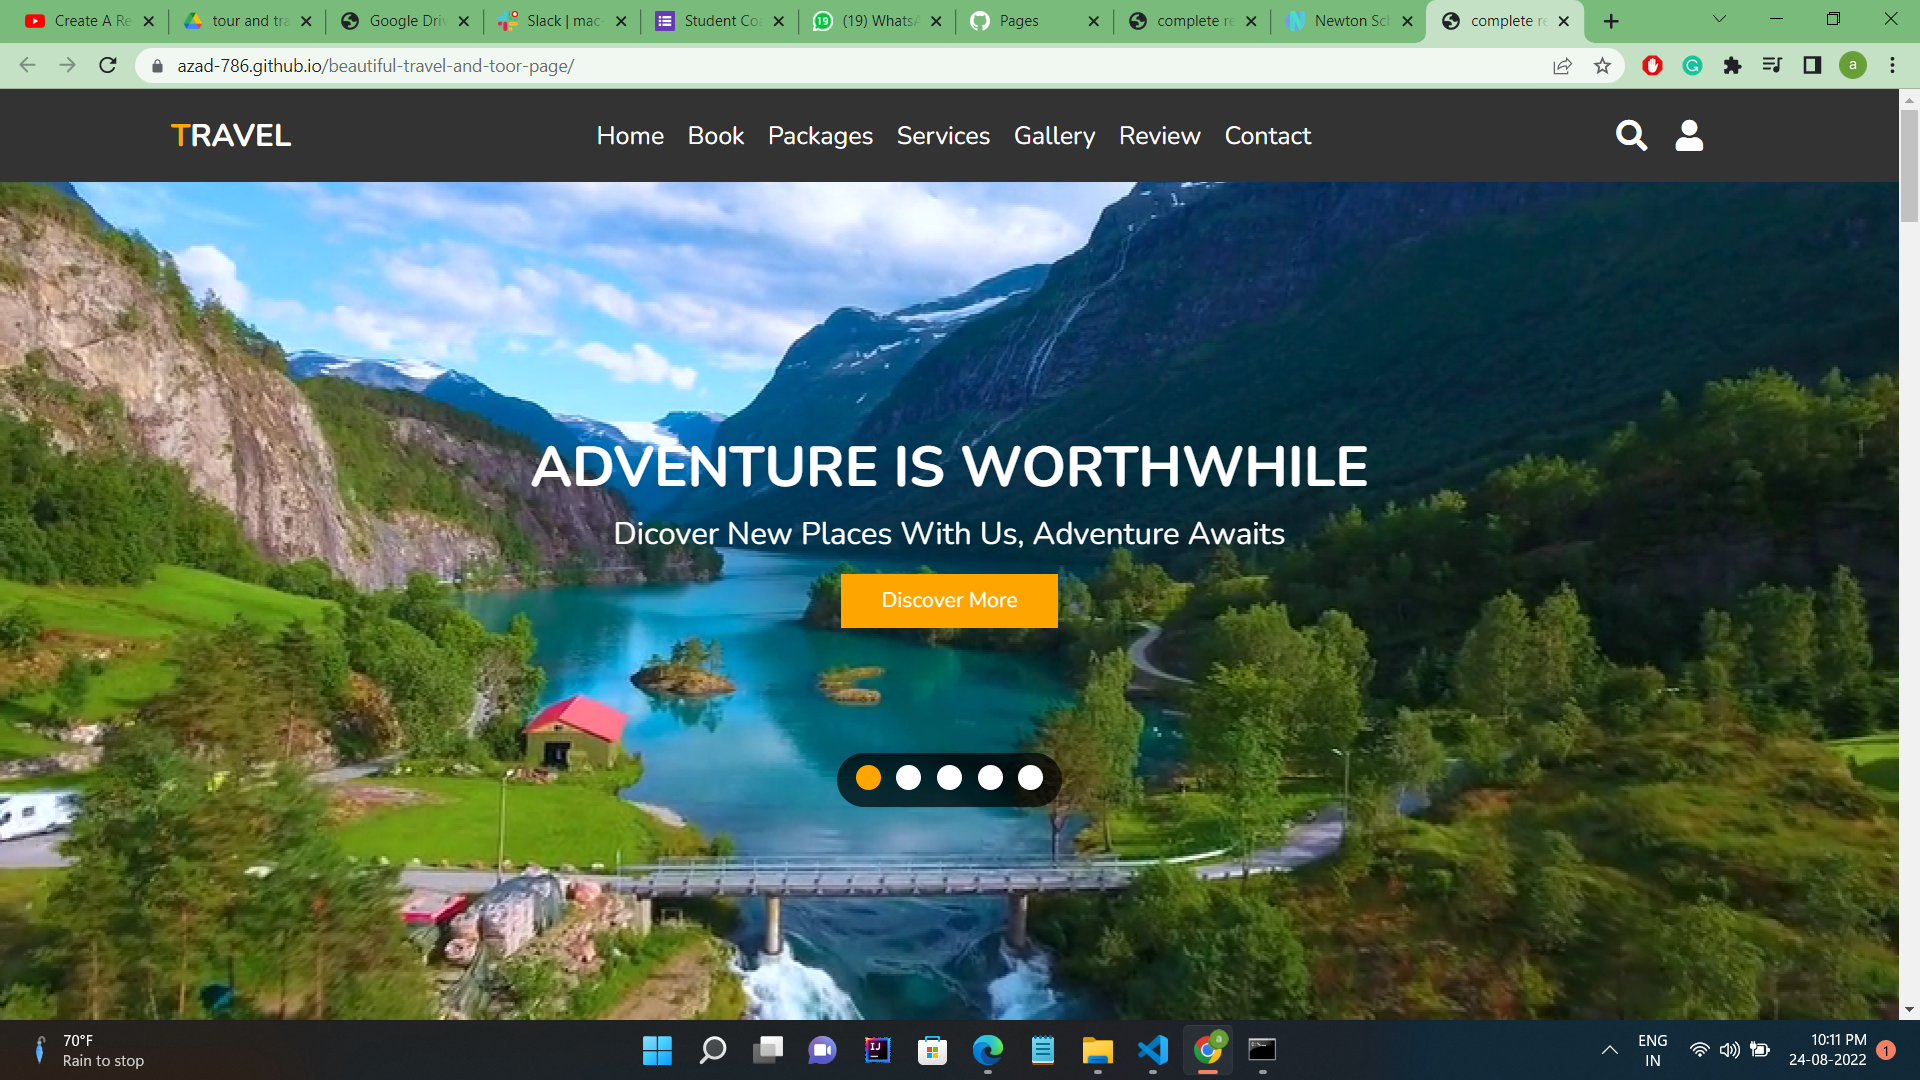 Create A Re
tour and tra
Google Driv
Slack | mac-
Student Co
(19) WhatsA
Pages
complete re
Newton Sch
complete re
azad-786.github.io/beautiful-travel-and-toor-page/
a
TRAVEL
Home Book Packages Services Gallery Review Contact
ADVENTURE IS WORTHWHILE
Dicover New Places With Us, Adventure Awaits
Discover More
70°F
Rain to stop
ENG
IN
10:11 PM
24-08-2022
1